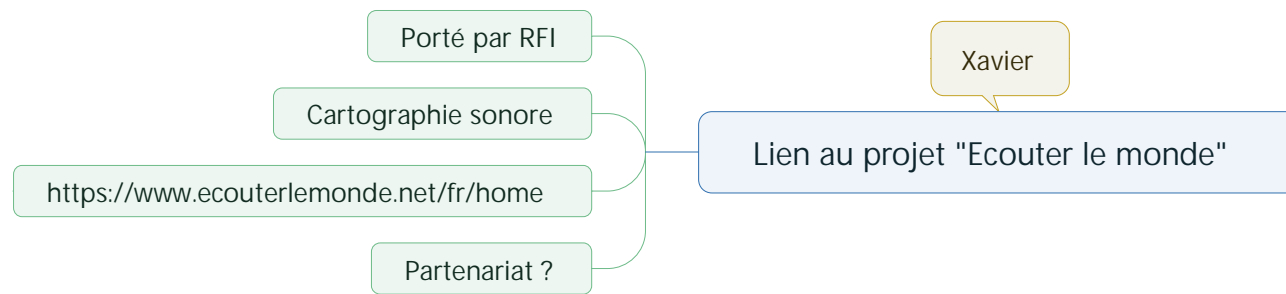 Porté par RFI
Xavier
Cartographie sonore
Lien au projet "Ecouter le monde"
https://www.ecouterlemonde.net/fr/home
Partenariat ?